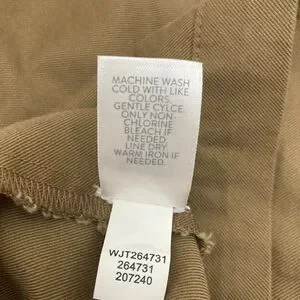 MACHINE WASH
COLD WITH LIKE
COLORS.
GENTLE CYLCE.
ONLY NON-
CHLORINE
BLEACH IF
NEEDED.
LINE DRY.
WARM IRON IF
NEEDED.
WJT264731
264731
207240